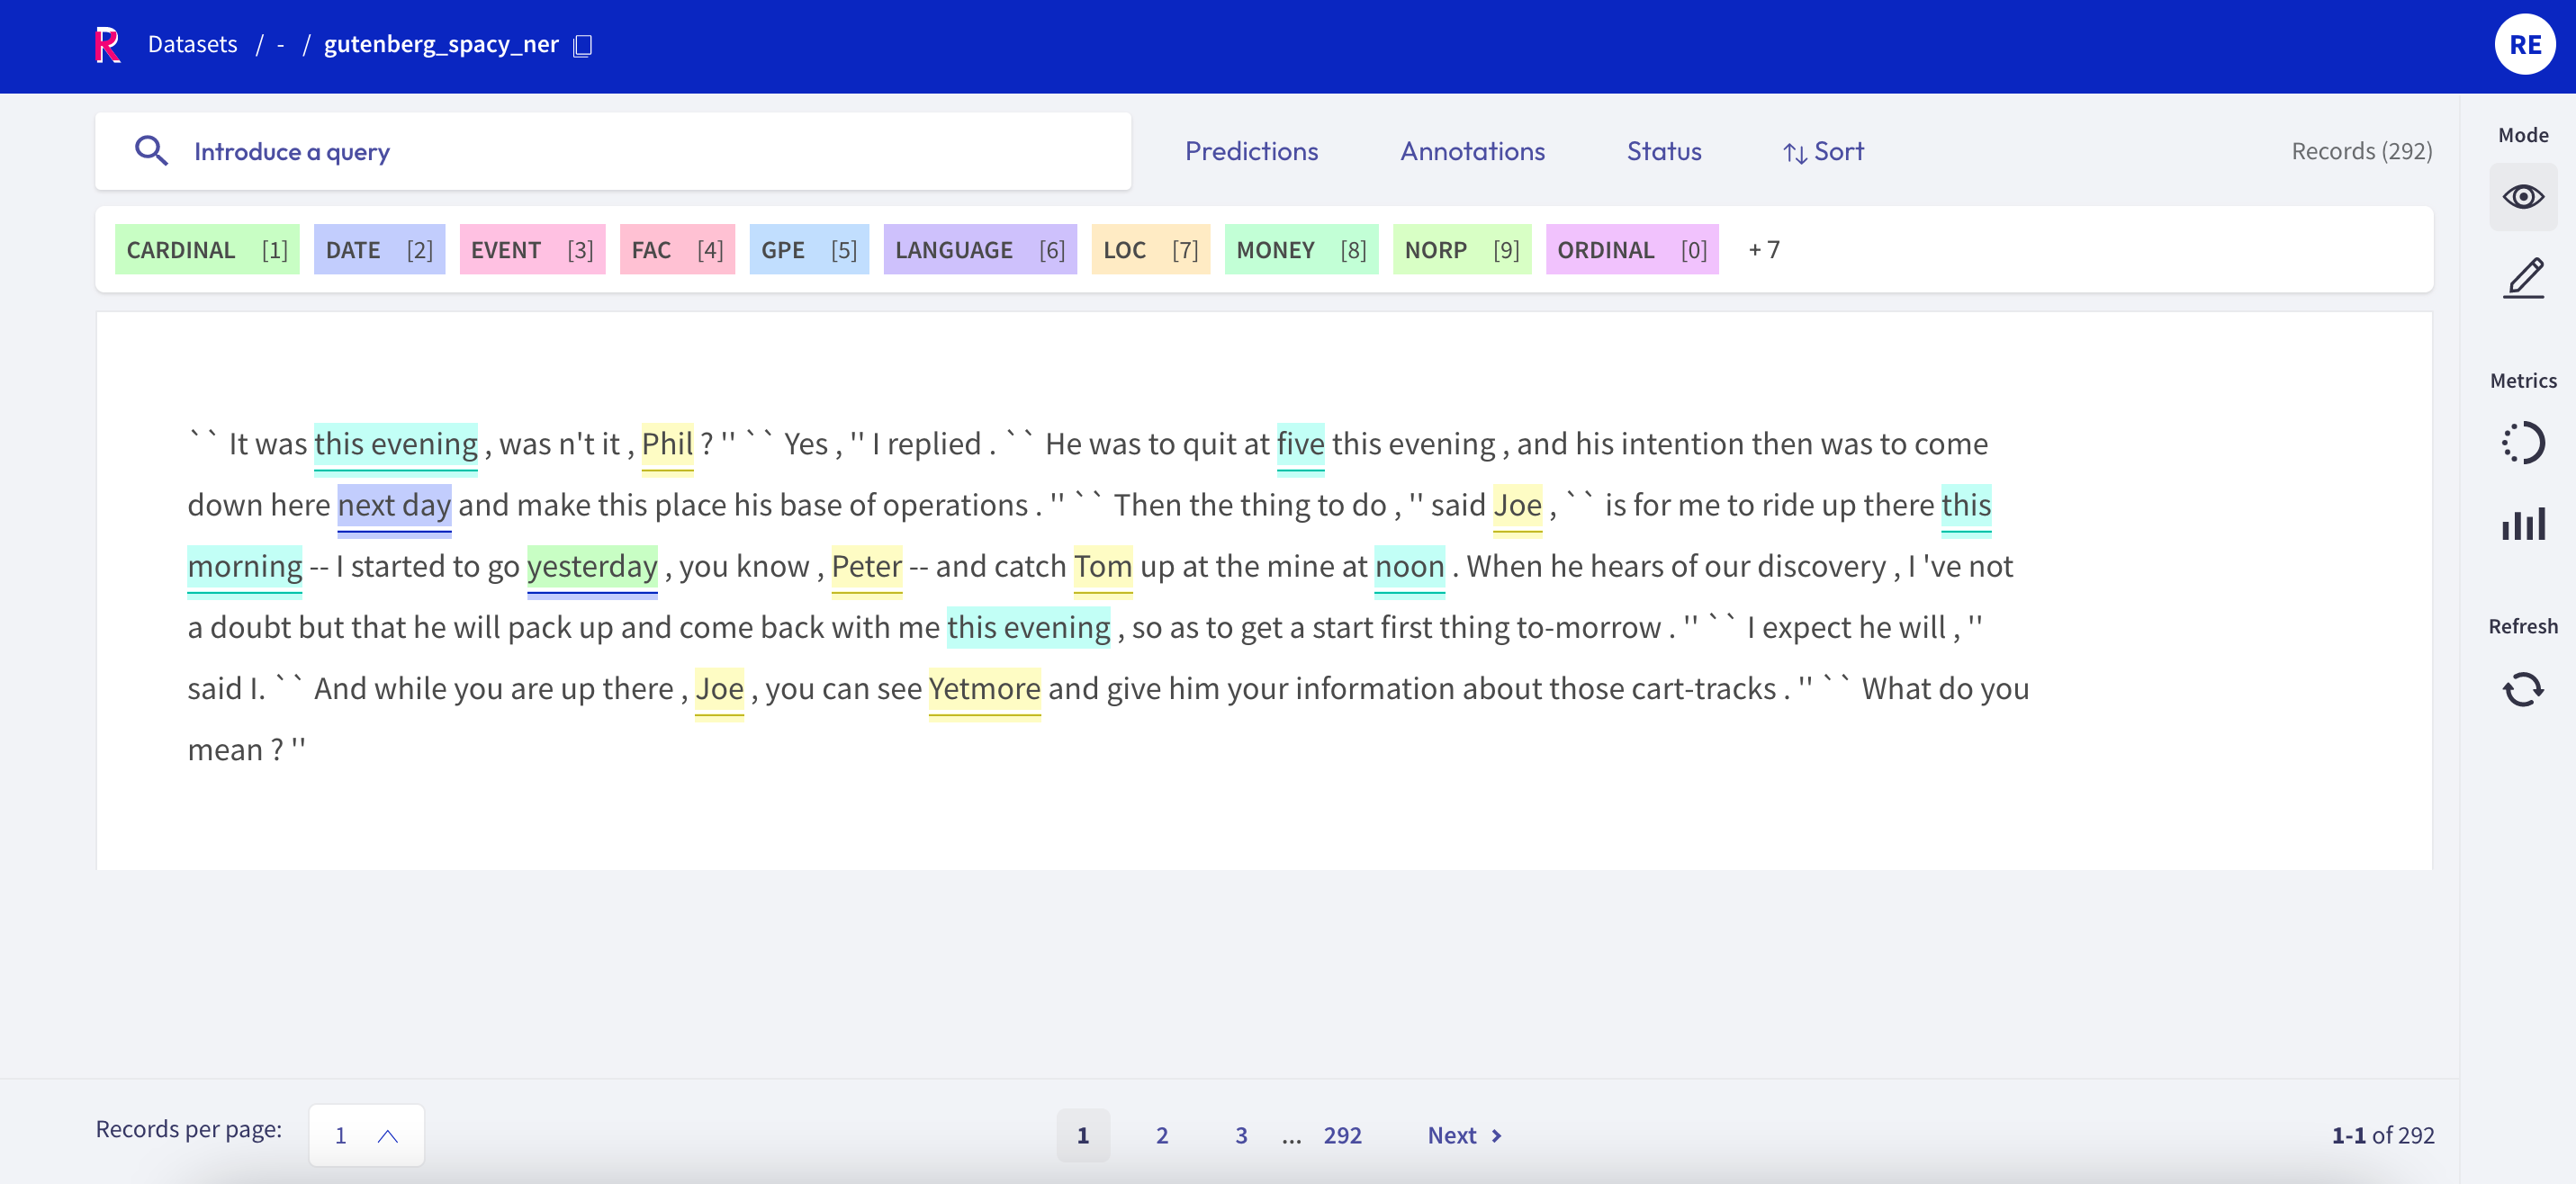 R Datasets / - / gutenberg_spacy_ner RE
Introduce a query Predictions Annotations Status Sort Records (292)
Mode
CARDINAL [1] DATE [2] EVENT [3] FAC [4] GPE [5] LANGUAGE [6] LOC [7] MONEY [8] NORP [9] ORDINAL [0] + 7
Metrics
`` It was this evening , was n't it , Phil ? '' `` Yes , '' I replied . `` He was to quit at five this evening , and his intention then was to come
down here next day and make this place his base of operations . '' `` Then the thing to do , '' said Joe , `` is for me to ride up there this
morning -- I started to go yesterday , you know , Peter -- and catch Tom up at the mine at noon . When he hears of our discovery , I 've not
a doubt but that he will pack up and come back with me this evening , so as to get a start first thing to-morrow . '' `` I expect he will , ''
said I. `` And while you are up there , Joe , you can see Yetmore and give him your information about those cart-tracks . '' `` What do you
mean ? ''
Refresh
Records per page: 1 1 2 3 ... 292 Next > 1-1 of 292